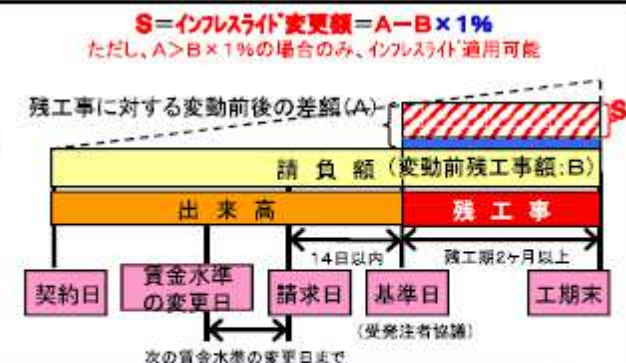 S=インフレスライド変更額=A－B×1%
ただし、A>B×1%の場合のみ、インフレスライド適用可能
残工事に対する変動前後の差額(A)
S
請負額(変動前残工事額:B)
出来高
残工事
14日以内
残工期2ヶ月以上
契約日
賃金水準
の変更日
請求日
基準日
工期末
(受発注者協議)
次の賃金水準の変更日まで